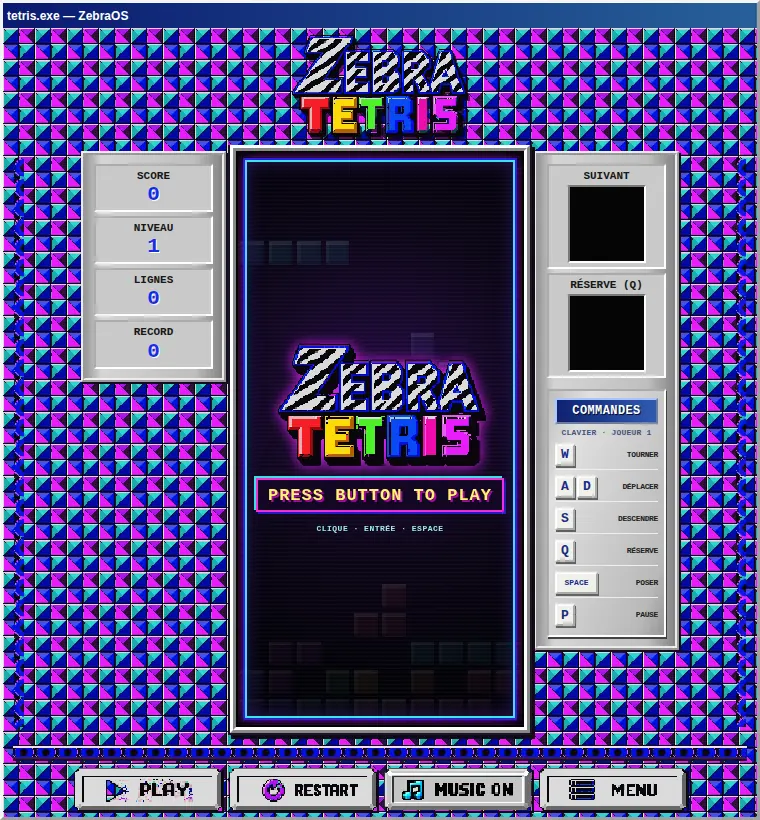 tetris.exe — ZebraOS
ZEBRA
TETRIS
SCORE
0
NIVEAU
1
LIGNES
0
RECORD
0
SUIVANT
RÉSERVE (Q)
ZEBRA
TETRIS
PRESS BUTTON TO PLAY
CLIQUE · ENTRÉE · ESPACE
COMMANDES
CLAVIER · JOUEUR 1
W TOURNER
A D DÉPLACER
S DESCENDRE
Q RÉSERVE
SPACE POSER
P PAUSE
PLAY
RESTART
MUSIC ON
MENU